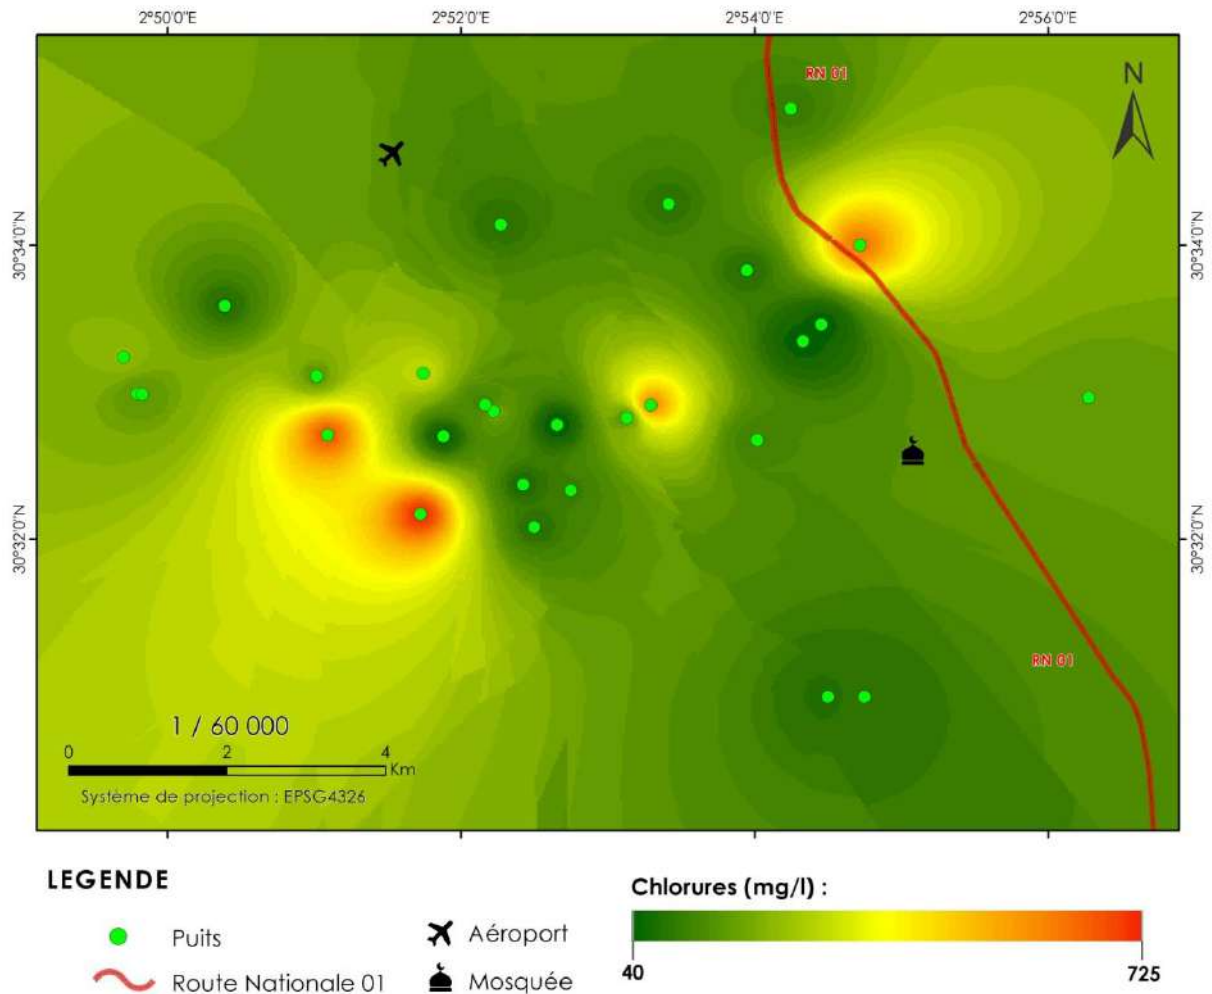 2°50'0"E 2°52'0"E 2°54'0"E 2°56'0"E
RN 01
N
30°34'0"N 30°34'0"N
30°32'0"N 30°32'0"N
RN 01
1 / 60 000
0 2 4
Km
Système de projection : EPSG4326
LEGENDE
Puits
Aéroport
Route Nationale 01
Mosquée
Chlorures (mg/l) :
40 725